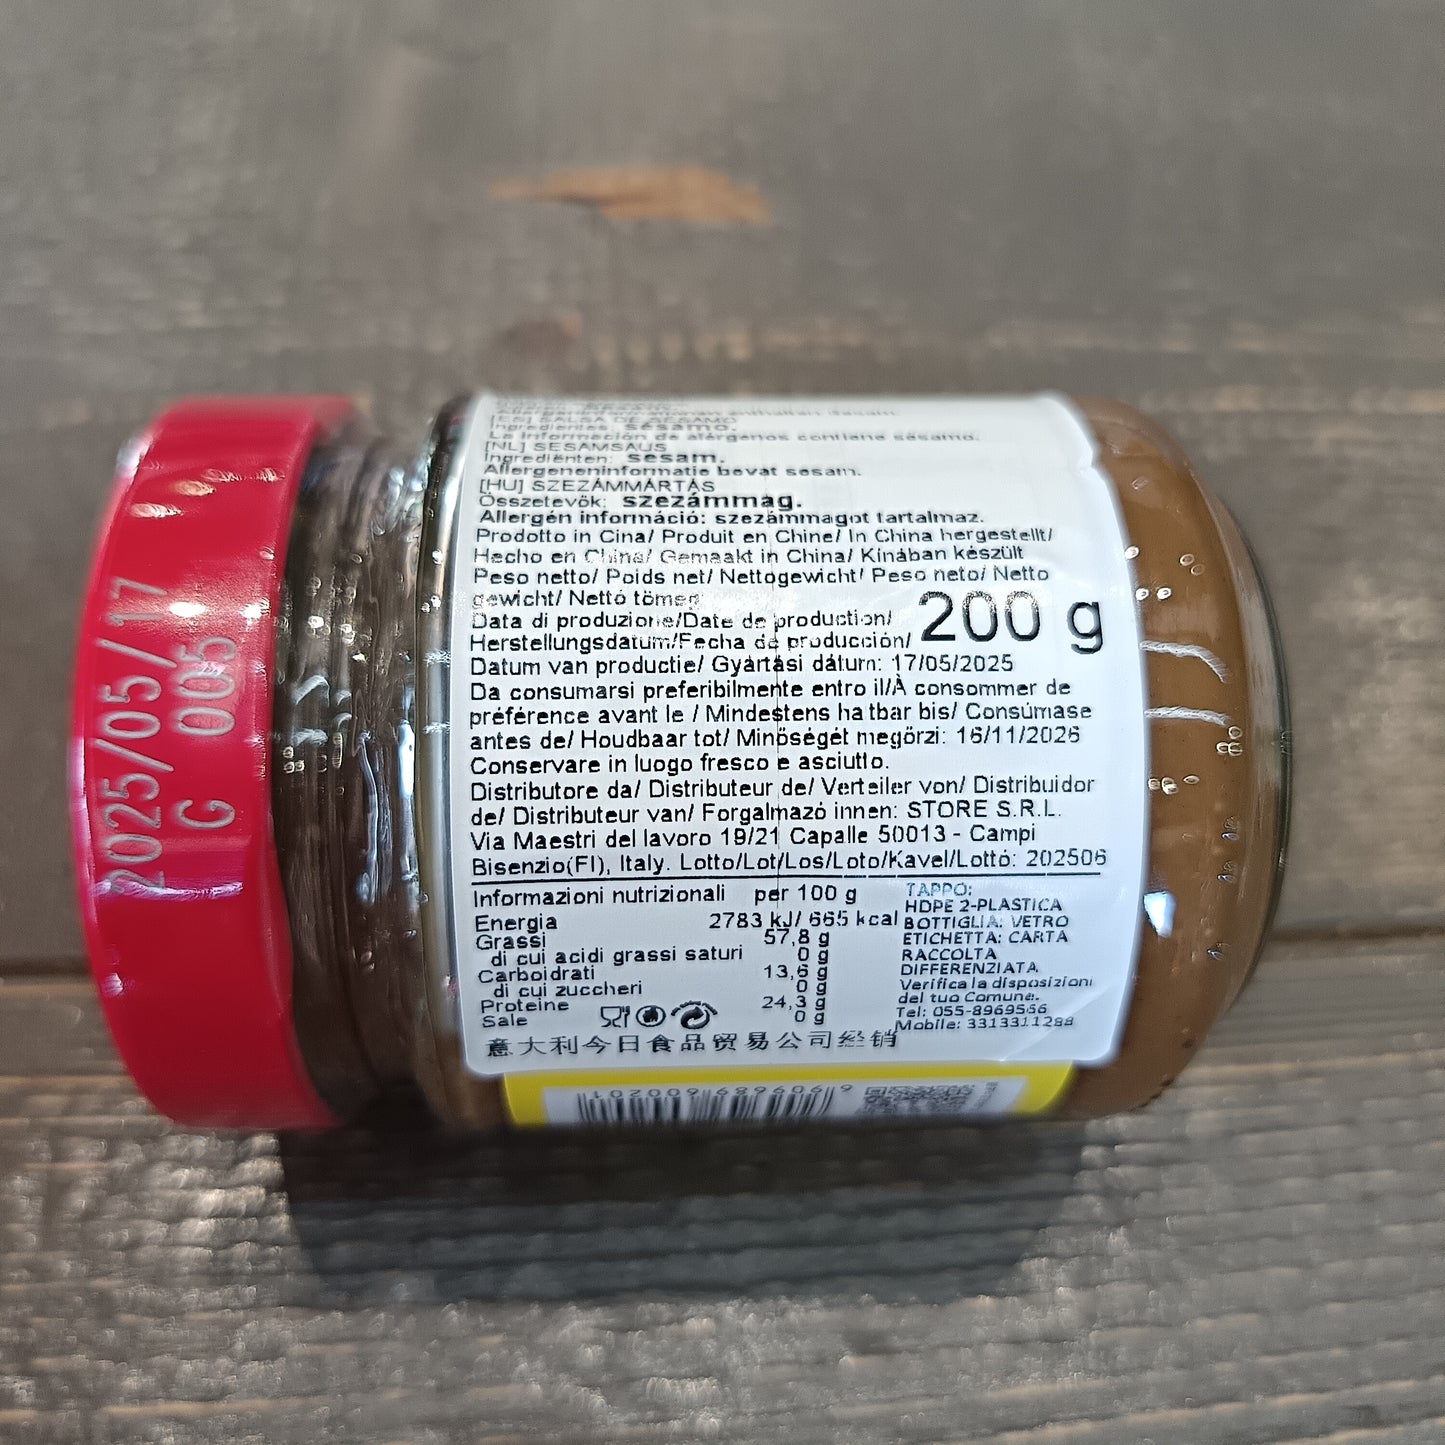 [ES] SALSA DE SESAMO
Ingredientes: sésamo.
La información de alérgenos contiene sésamo.
[NL] SESAMSAUS
Ingrediënten: sesam.
Allergeneninformatie bevat sesam.
[HU] SZEZÁMMÁRTÁS
Összetevők: szezámmag.
Allergén információ: szezámmagot tartalmaz.
Prodotto in Cina/ Produit en Chine/ In China hergestellt/
Hecho en China/ Gemaakt in China/ Kínában készült
Peso netto/ Poids net/ Nettogewicht/ Peso neto/ Netto
gewicht/ Nettó tömeg
200 g
Data di produzione/Date de production/
Herstellungsdatum/Fecha de producción/
Datum van productie/ Gyártási dátum: 17/05/2025
Da consumarsi preferibilmente entro il/À consommer de
préférence avant le / Mindestens haltbar bis/ Consúmase
antes de/ Houdbaar tot/ Minőségét megőrzi: 16/11/2026
Conservare in luogo fresco e asciutto.
Distributore da/ Distributeur de/ Verteiler von/ Distribuidor
de/ Distributeur van/ Forgalmazó innen: STORE S.R.L.
Via Maestri del lavoro 19/21 Capalle 50013 - Campi
Bisenzio(FI), Italy. Lotto/Lot/Los/Loto/Kavel/Lottó: 202506
Informazioni nutrizionali per 100 g
Energia 2783 kJ/ 665 kcal
Grassi 57,8 g
di cui acidi grassi saturi 0 g
Carboidrati 13,6 g
di cui zuccheri 0 g
Proteine 24,3 g
Sale 0 g
TAPPO:
HDPE 2-PLASTICA
BOTTIGLIA: VETRO
ETICHETTA: CARTA
RACCOLTA
DIFFERENZIATA
Verifica la disposizioni
del tuo Comune.
Tel: 055-8969566
Mobile: 3313311288
意大利今日食品贸易公司经销
2025/05/17
G 005